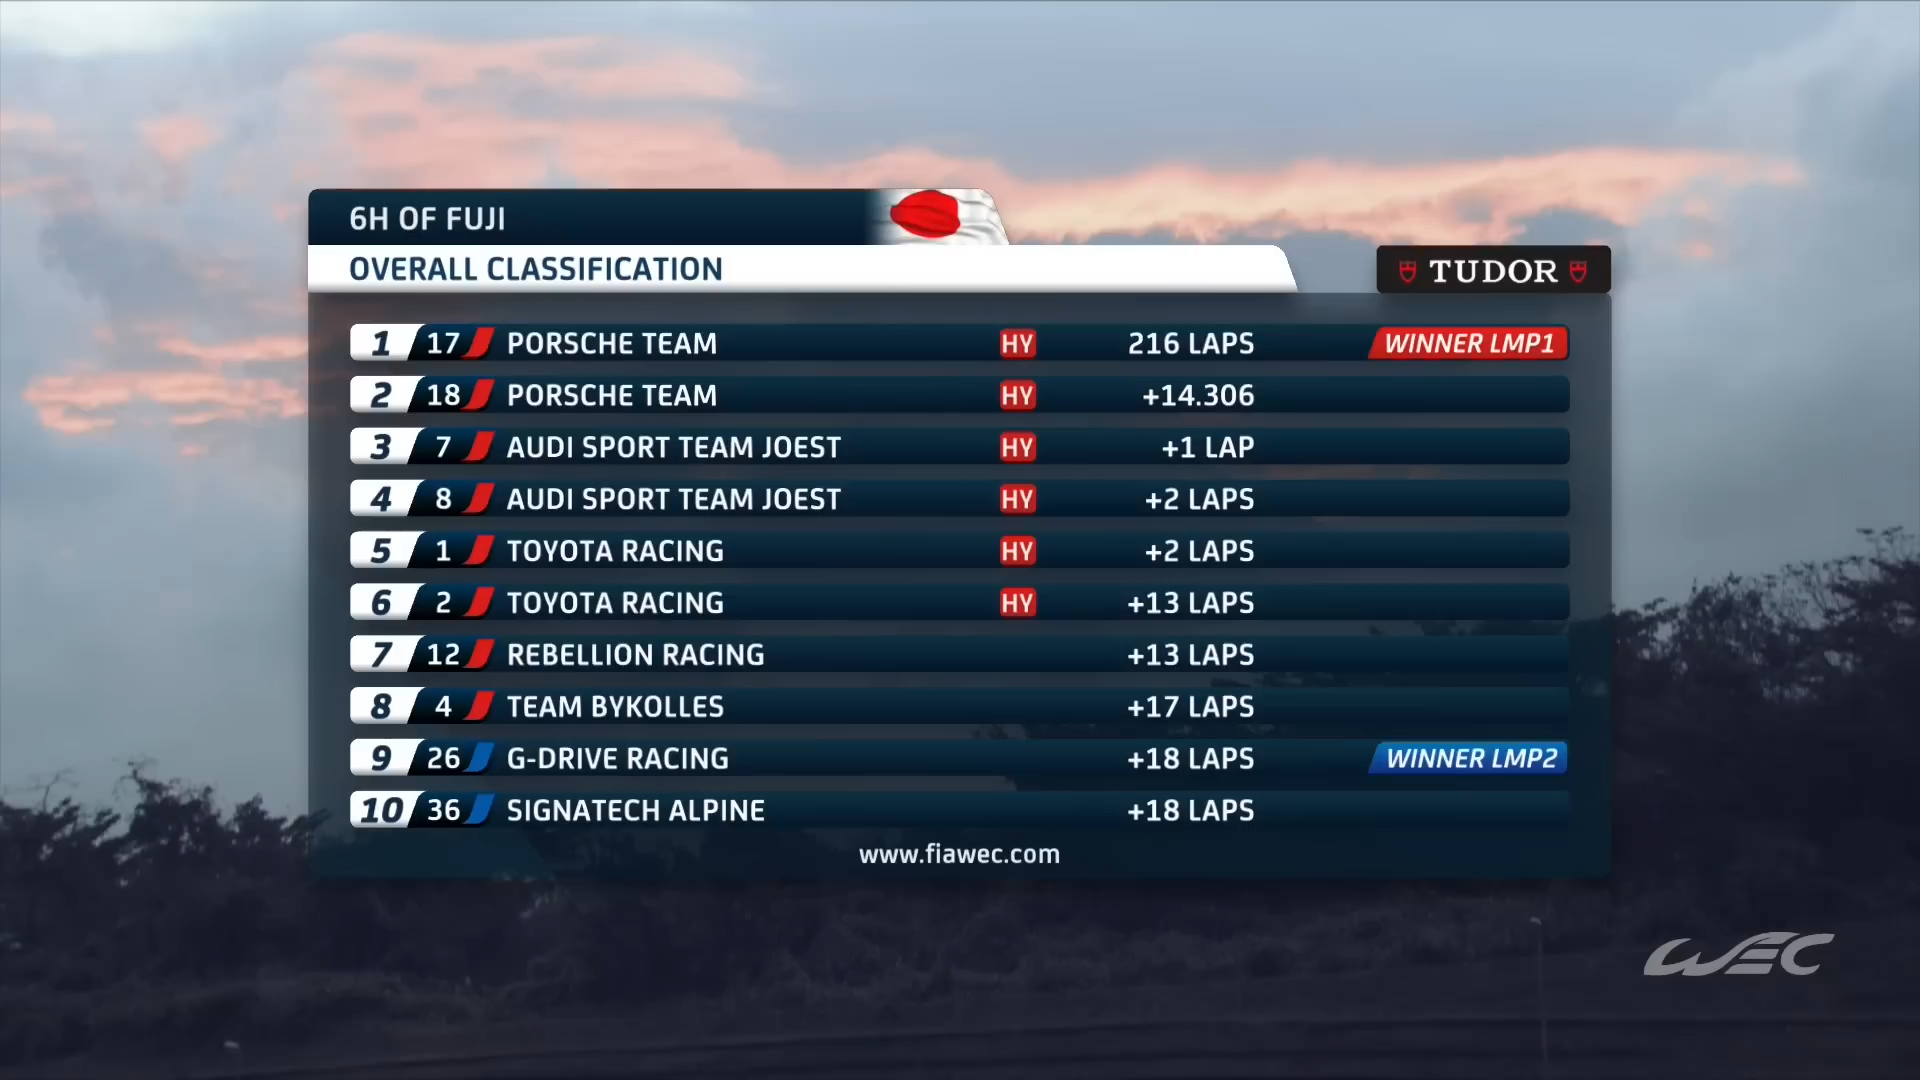 6H OF FUJI
OVERALL CLASSIFICATION
TUDOR
1 17 PORSCHE TEAM HY 216 LAPS WINNER LMP1
2 18 PORSCHE TEAM HY +14.306
3 7 AUDI SPORT TEAM JOEST HY +1 LAP
4 8 AUDI SPORT TEAM JOEST HY +2 LAPS
5 1 TOYOTA RACING HY +2 LAPS
6 2 TOYOTA RACING HY +13 LAPS
7 12 REBELLION RACING +13 LAPS
8 4 TEAM BYKOLLES +17 LAPS
9 26 G-DRIVE RACING +18 LAPS WINNER LMP2
10 36 SIGNATECH ALPINE +18 LAPS
www.fiawec.com
WEC